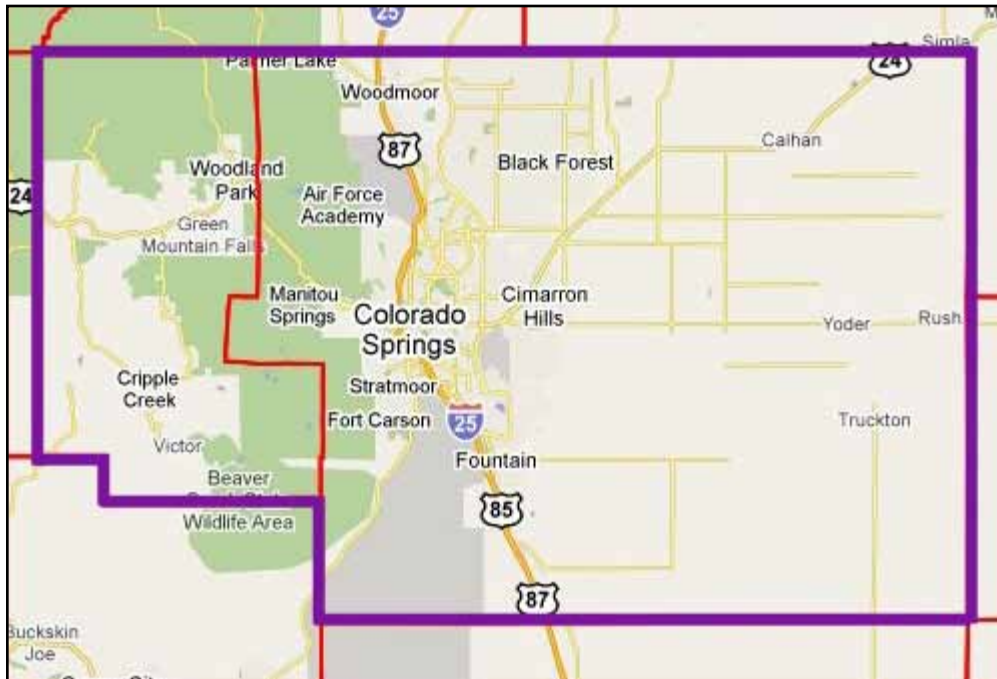 25
Simla
24
Palmer Lake
Woodmoor
87
Calhan
Black Forest
Woodland
Park
24
Air Force
Academy
Green
Mountain Falls
Manitou
Springs
Cimarron
Hills
Colorado
Springs
Yoder
Rush
Cripple
Creek
Stratmoor
Fort Carson
25
Truckton
Victor
Fountain
Beaver
Wildlife Area
85
87
Buckskin
Joe